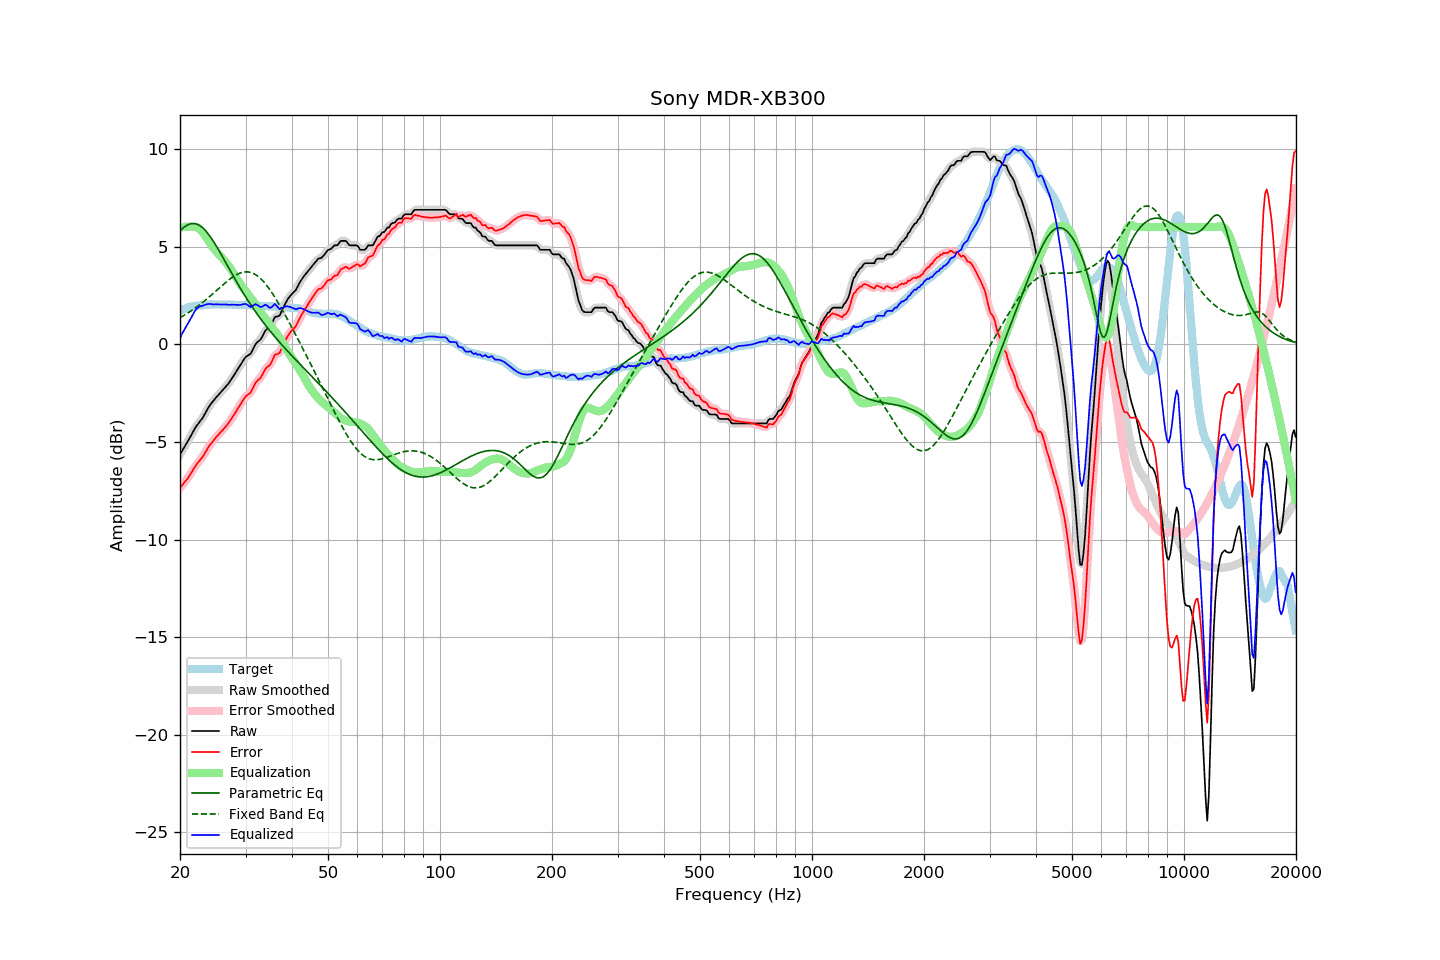 Sony MDR-XB300
Amplitude (dBr)
10
5
0
−5
−10
−15
−20
−25
Target
Raw Smoothed
Error Smoothed
Raw
Error
Equalization
Parametric Eq
Fixed Band Eq
Equalized
20 50 100 200 500 1000 2000 5000 10000 20000
Frequency (Hz)